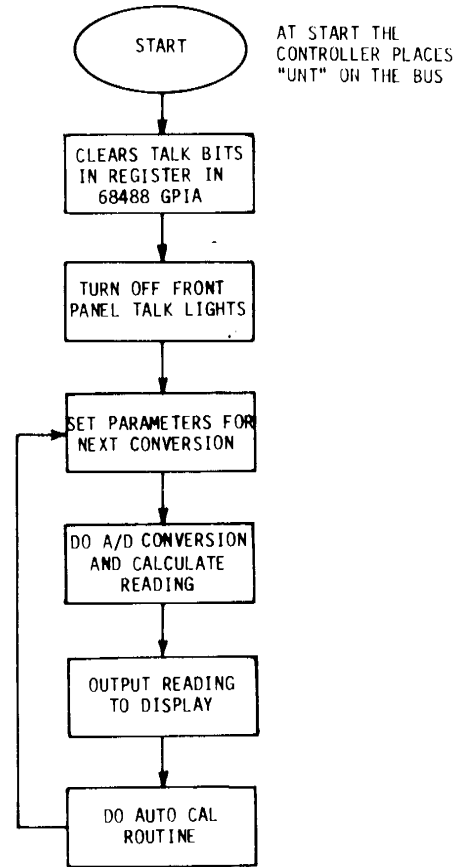 START
AT START THE
CONTROLLER PLACES
"UNT" ON THE BUS
CLEARS TALK BITS
IN REGISTER IN
68488 GPIA
TURN OFF FRONT
PANEL TALK LIGHTS
SET PARAMETERS FOR
NEXT CONVERSION
DO A/D CONVERSION
AND CALCULATE
READING
OUTPUT READING
TO DISPLAY
DO AUTO CAL
ROUTINE